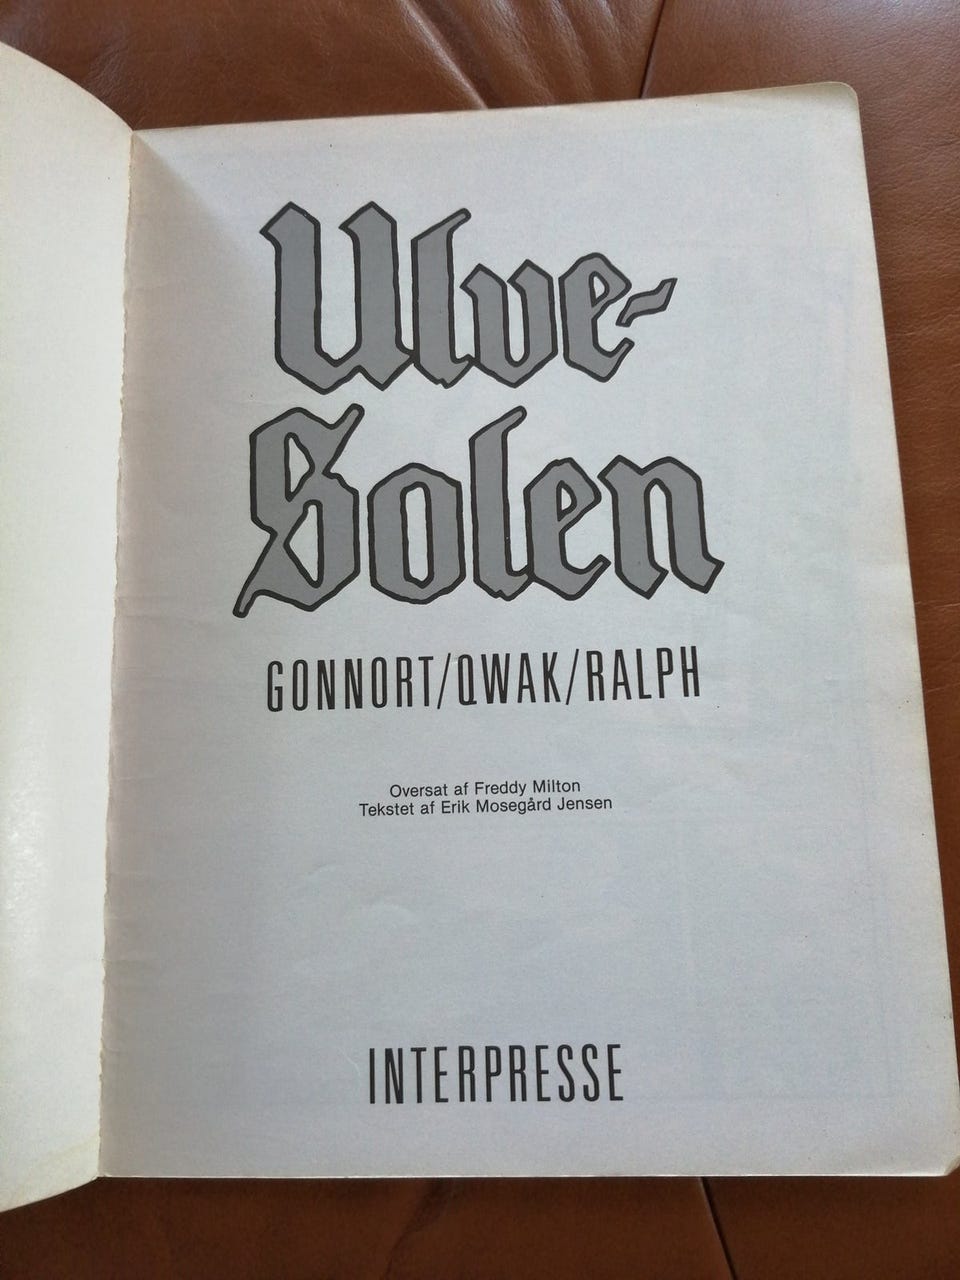 Ulve-
Solen
GONNORT/QWAK/RALPH
Oversat af Freddy Milton
Tekstet af Erik Mosegård Jensen
INTERPRESSE